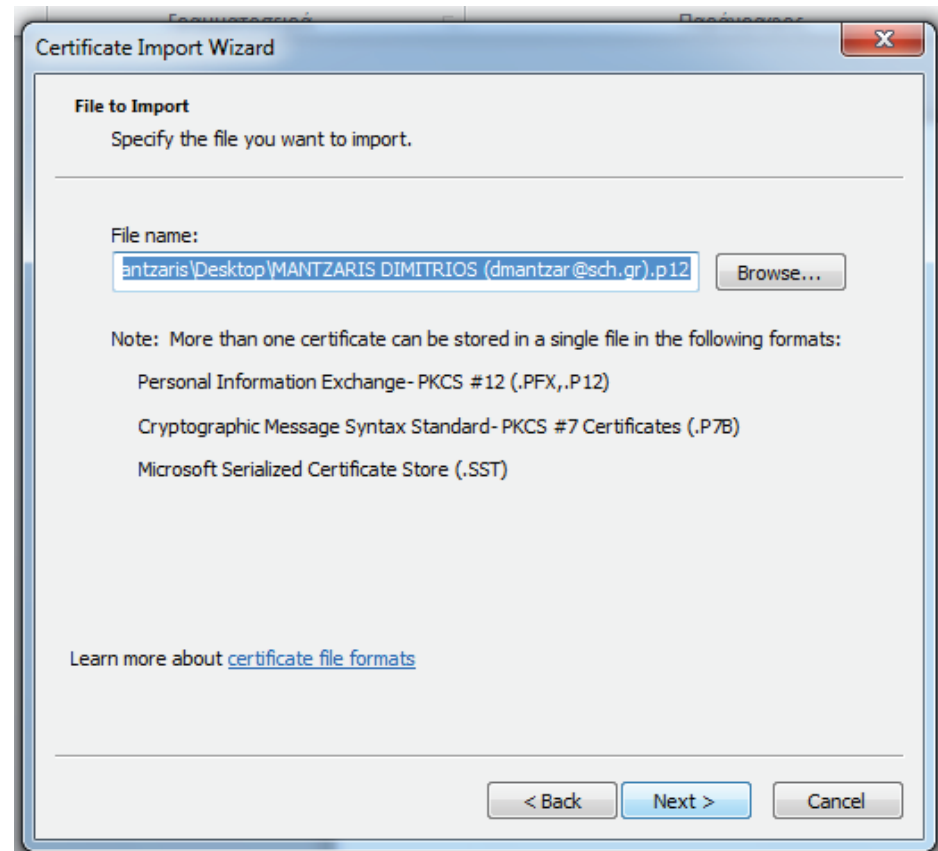 Γραμματοσειρά Παράγραφος
Certificate Import Wizard
File to Import
Specify the file you want to import.
File name:
antzaris\Desktop\MANTZARIS DIMITRIOS (dmantzar@sch.gr).p12
Browse...
Note: More than one certificate can be stored in a single file in the following formats:
Personal Information Exchange- PKCS #12 (.PFX,.P12)
Cryptographic Message Syntax Standard- PKCS #7 Certificates (.P7B)
Microsoft Serialized Certificate Store (.SST)
Learn more about certificate file formats
< Back Next > Cancel